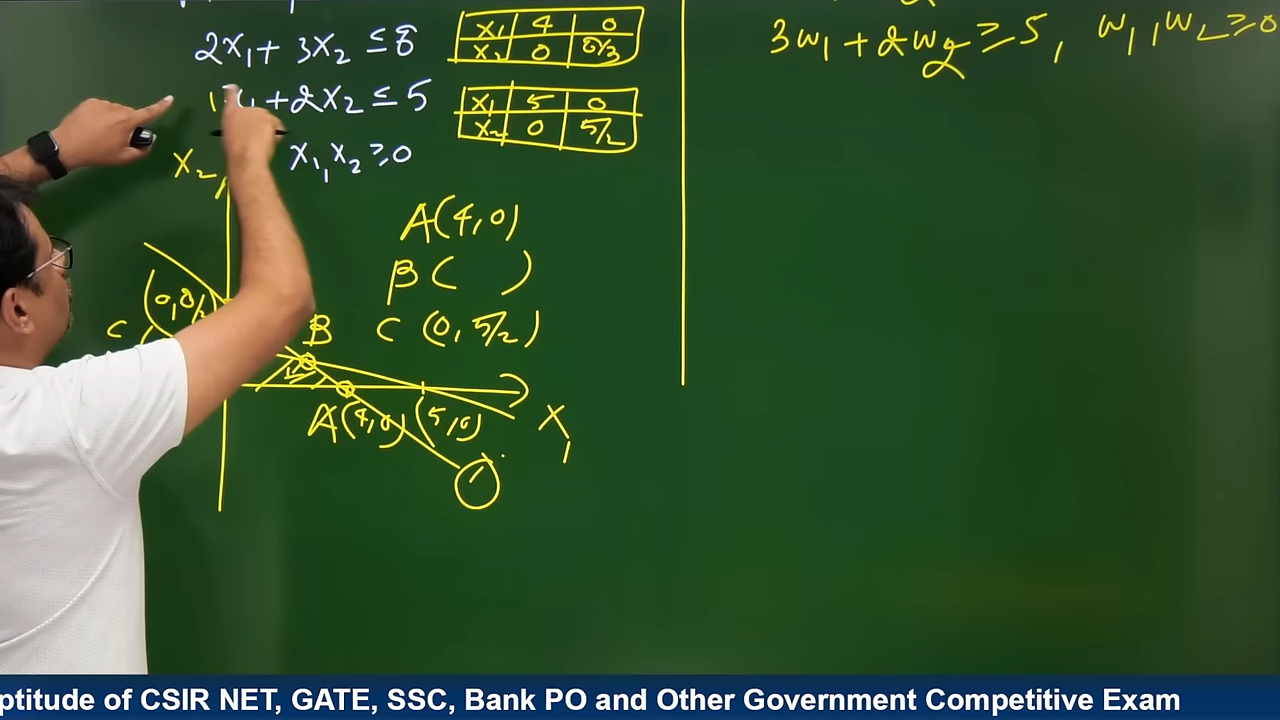 2x₁ + 3x₂ ≤ 8
x₁ 4 0
x₂ 0 8/3
3w₁ + 2w₂ ≥ 5, w₁, w₂ ≥ 0
+ 2x₂ ≤ 5
x₁ 5 0
x₂ 0 5/2
x₁, x₂ ≥ 0
x₂
A(4,0)
B( )
C (0, 5/2)
C
B
A(4,0) (5,0)
x₁
ptitude of CSIR NET, GATE, SSC, Bank PO and Other Government Competitive Exam